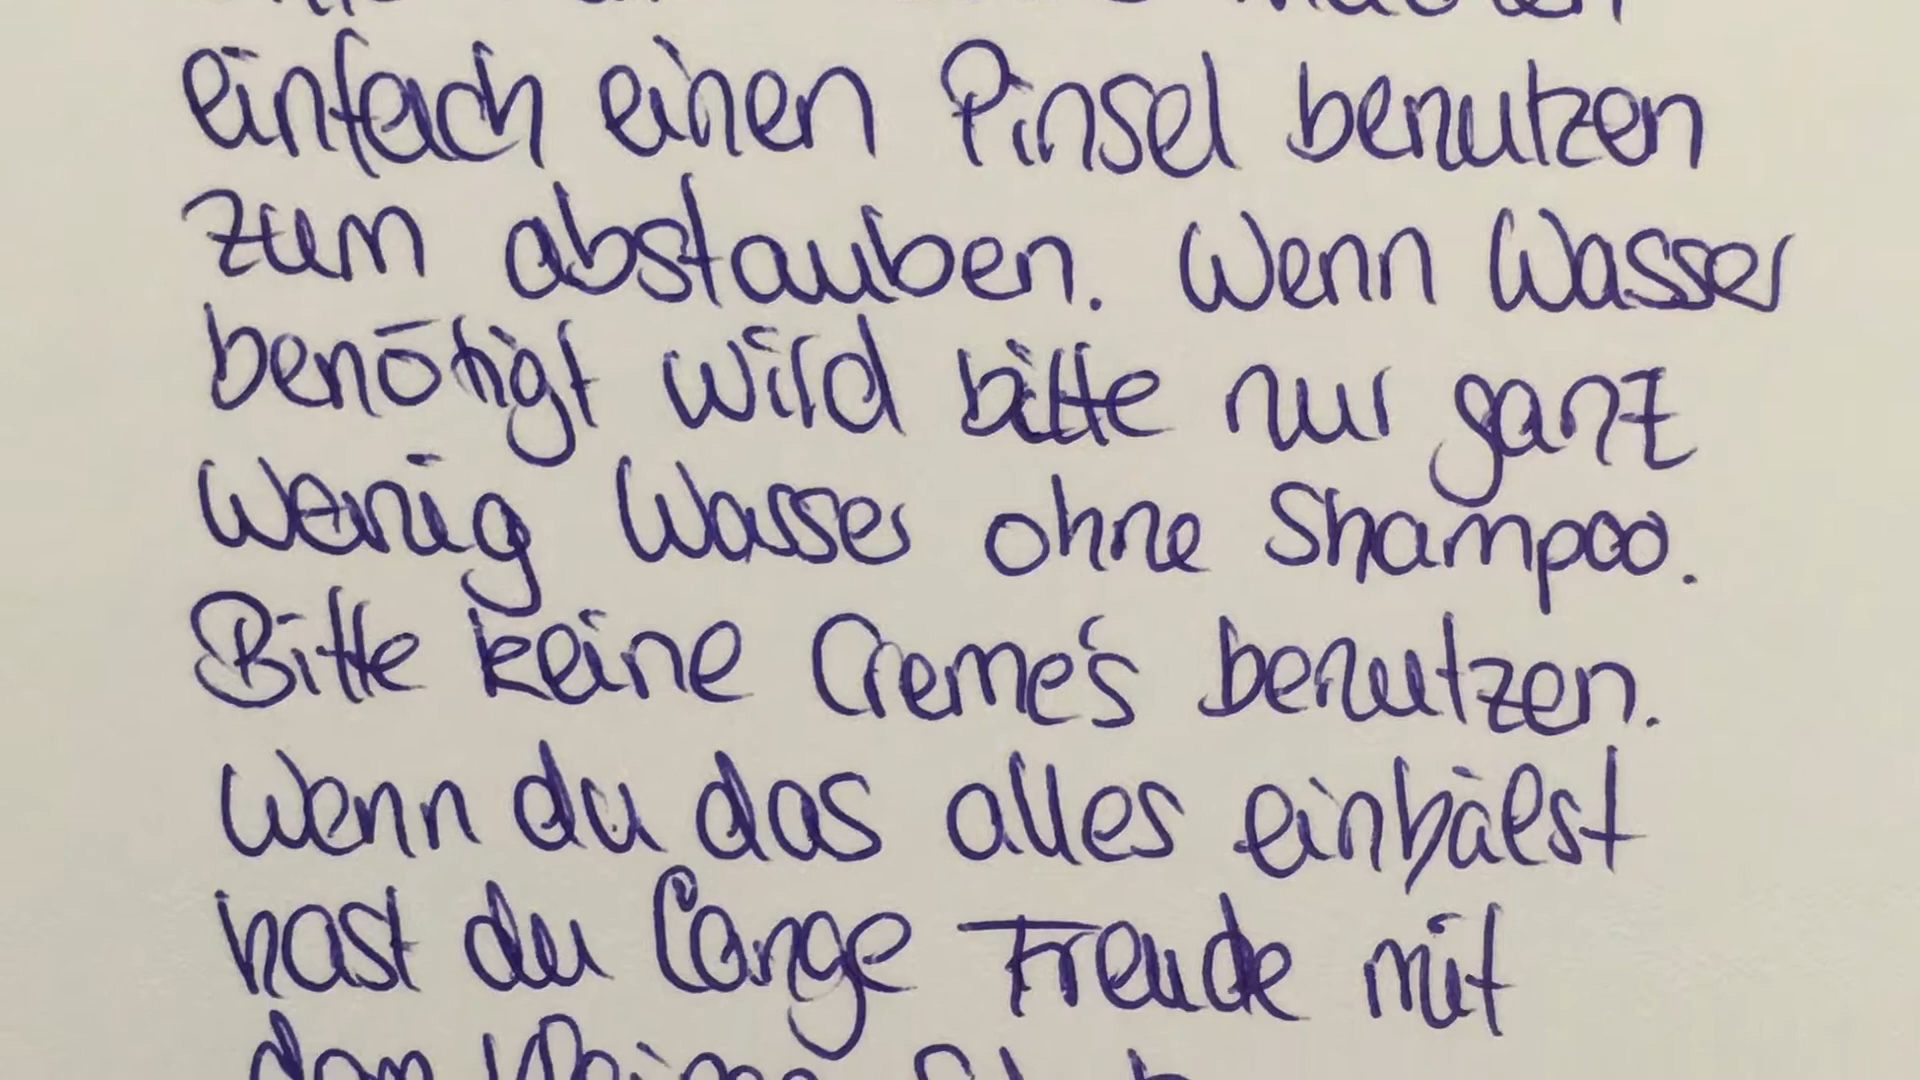 einfach einen Pinsel benutzen
zum abstauben. Wenn Wasser
benötigt wird bitte nur ganz
wenig Wasser ohne Shampoo.
Bitte keine Creme's benutzen.
Wenn du das alles einhälst
hast du lange Freude mit